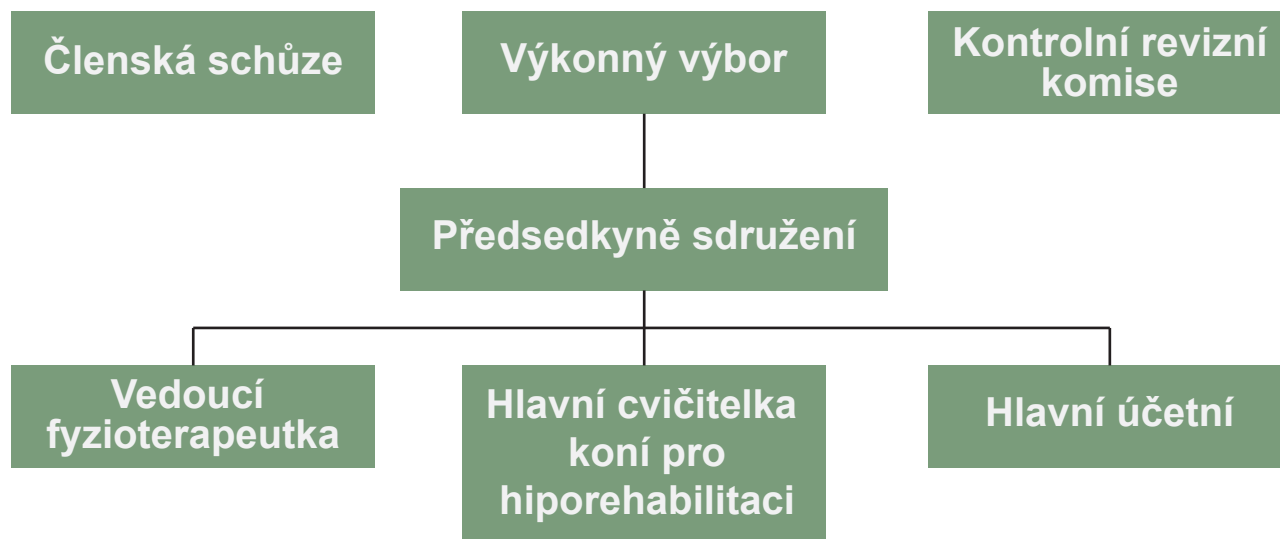 Členská schůze
Výkonný výbor
Kontrolní revizní
komise
Předsedkyně sdružení
Vedoucí
fyzioterapeutka
Hlavní cvičitelka
koní pro
hiporehabilitaci
Hlavní účetní